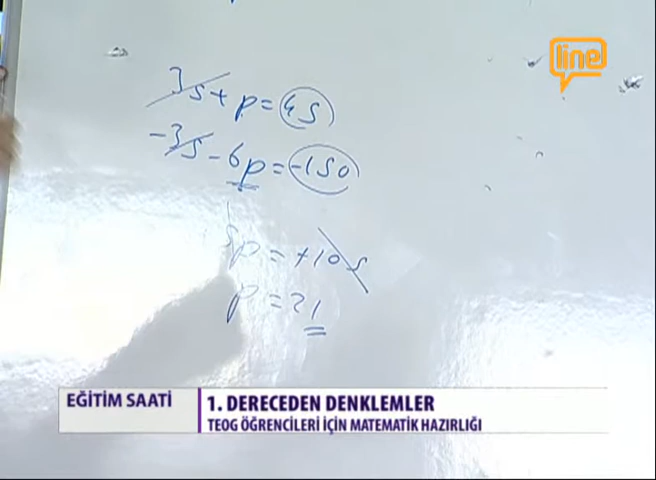 line
3s + p = 45
-3s - 6p = -150
5p = +105
p = 21
EĞİTİM SAATİ
1. DERECEDEN DENKLEMLER
TEOG ÖĞRENCİLERİ İÇİN MATEMATİK HAZIRLIĞI